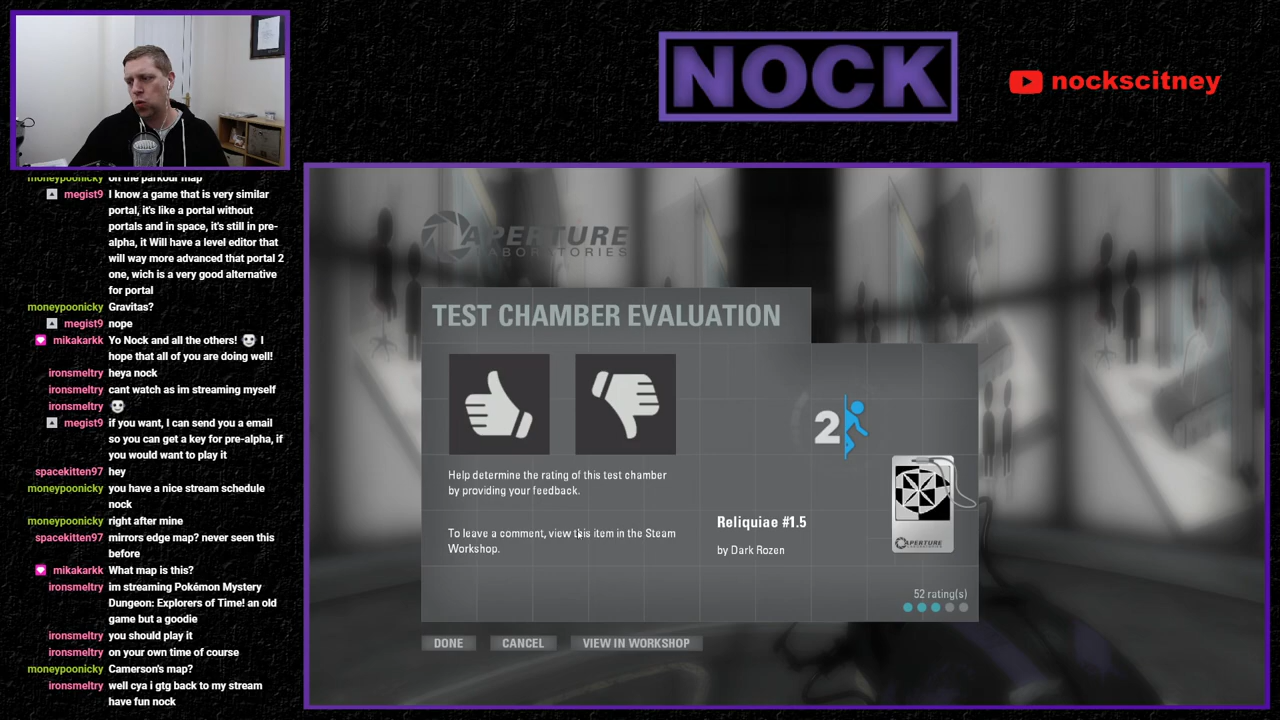 NOCK
nockscitney
moneypoonicky on the parkour map
megist9 I know a game that is very similar
portal, it's like a portal without
portals and in space, it's still in pre-
alpha, it Will have a level editor that
will way more advanced that portal 2
one, wich is a very good alternative
for portal
moneypoonicky Gravitas?
megist9 nope
mikakarkk Yo Nock and all the others! I
hope that all of you are doing well!
ironsmeltry heya nock
ironsmeltry cant watch as im streaming myself
ironsmeltry
megist9 if you want, I can send you a email
so you can get a key for pre-alpha, if
you would want to play it
spacekitten97 hey
moneypoonicky you have a nice stream schedule
nock
moneypoonicky right after mine
spacekitten97 mirrors edge map? never seen this
before
mikakarkk What map is this?
ironsmeltry im streaming Pokémon Mystery
Dungeon: Explorers of Time! an old
game but a goodie
ironsmeltry you should play it
ironsmeltry on your own time of course
moneypoonicky Camerson's map?
ironsmeltry well cya i gtg back to my stream
have fun nock
APERTURE
LABORATORIES
TEST CHAMBER EVALUATION
Help determine the rating of this test chamber
by providing your feedback.
To leave a comment, view this item in the Steam
Workshop.
2
Reliquiae #1.5
by Dark Rozen
APERTURE
52 rating(s)
DONE
CANCEL
VIEW IN WORKSHOP